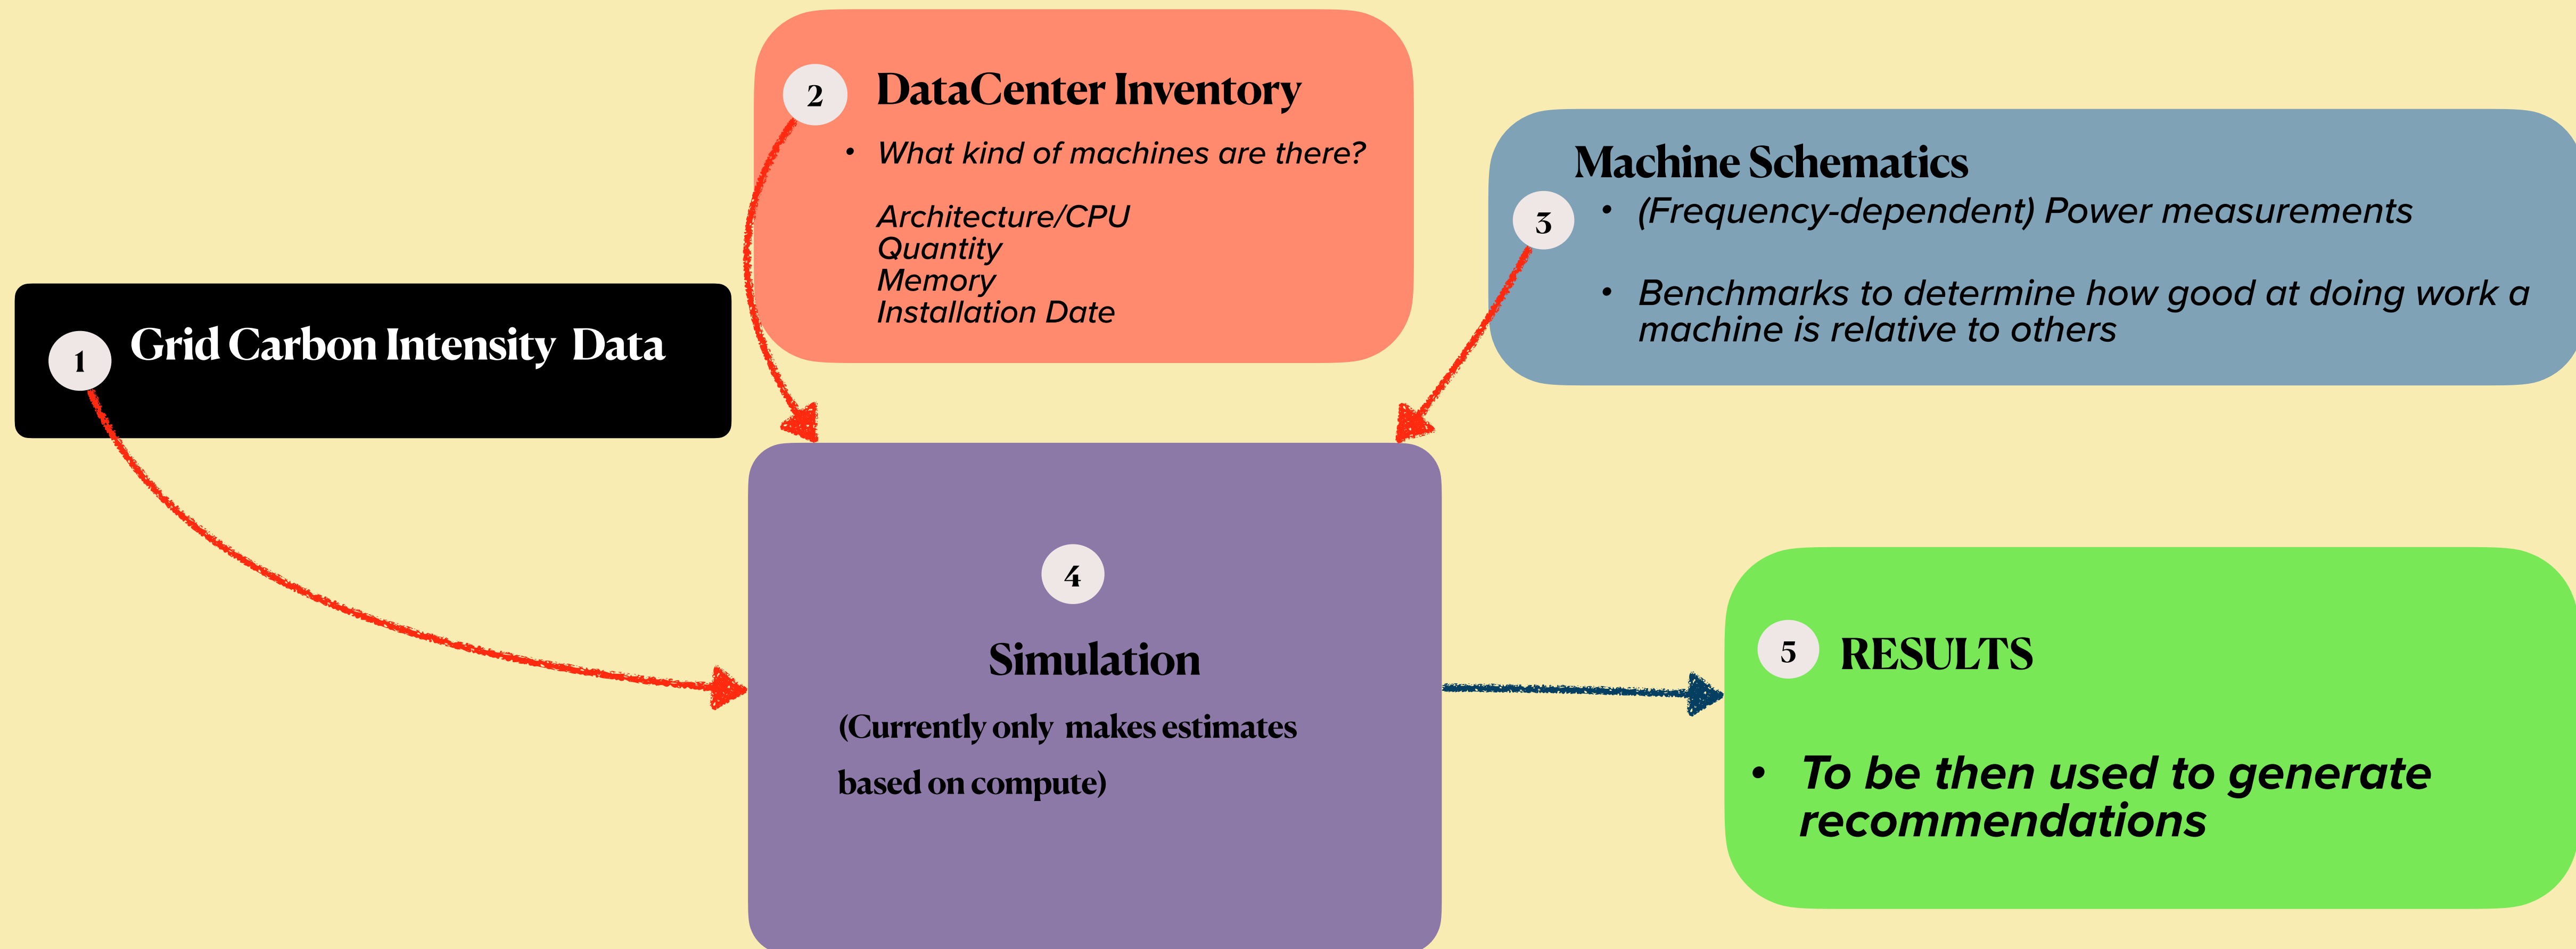 1
Grid Carbon Intensity Data
2
DataCenter Inventory
• What kind of machines are there?
Architecture/CPU
Quantity
Memory
Installation Date
3
Machine Schematics
• (Frequency-dependent) Power measurements
• Benchmarks to determine how good at doing work a
machine is relative to others
4
Simulation
(Currently only makes estimates
based on compute)
5
RESULTS
• To be then used to generate
recommendations